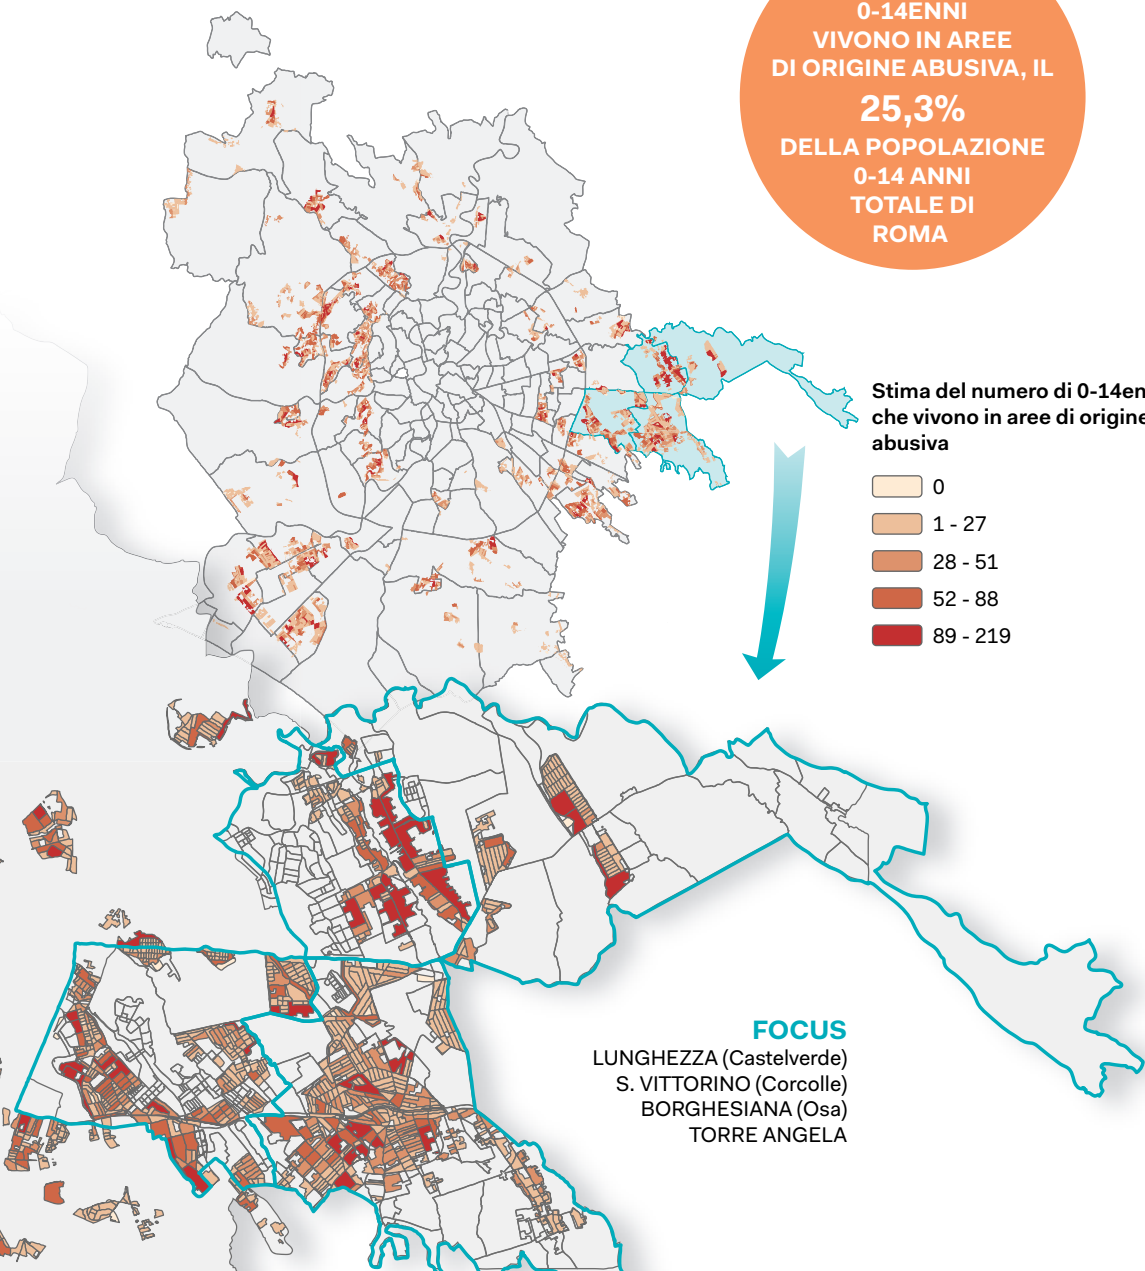 0-14ENNI
VIVONO IN AREE
DI ORIGINE ABUSIVA, IL
25,3%
DELLA POPOLAZIONE
0-14 ANNI
TOTALE DI
ROMA
Stima del numero di 0-14en
che vivono in aree di origine
abusiva
0
1 - 27
28 - 51
52 - 88
89 - 219
FOCUS
LUNGHEZZA (Castelverde)
S. VITTORINO (Corcolle)
BORGHESIANA (Osa)
TORRE ANGELA